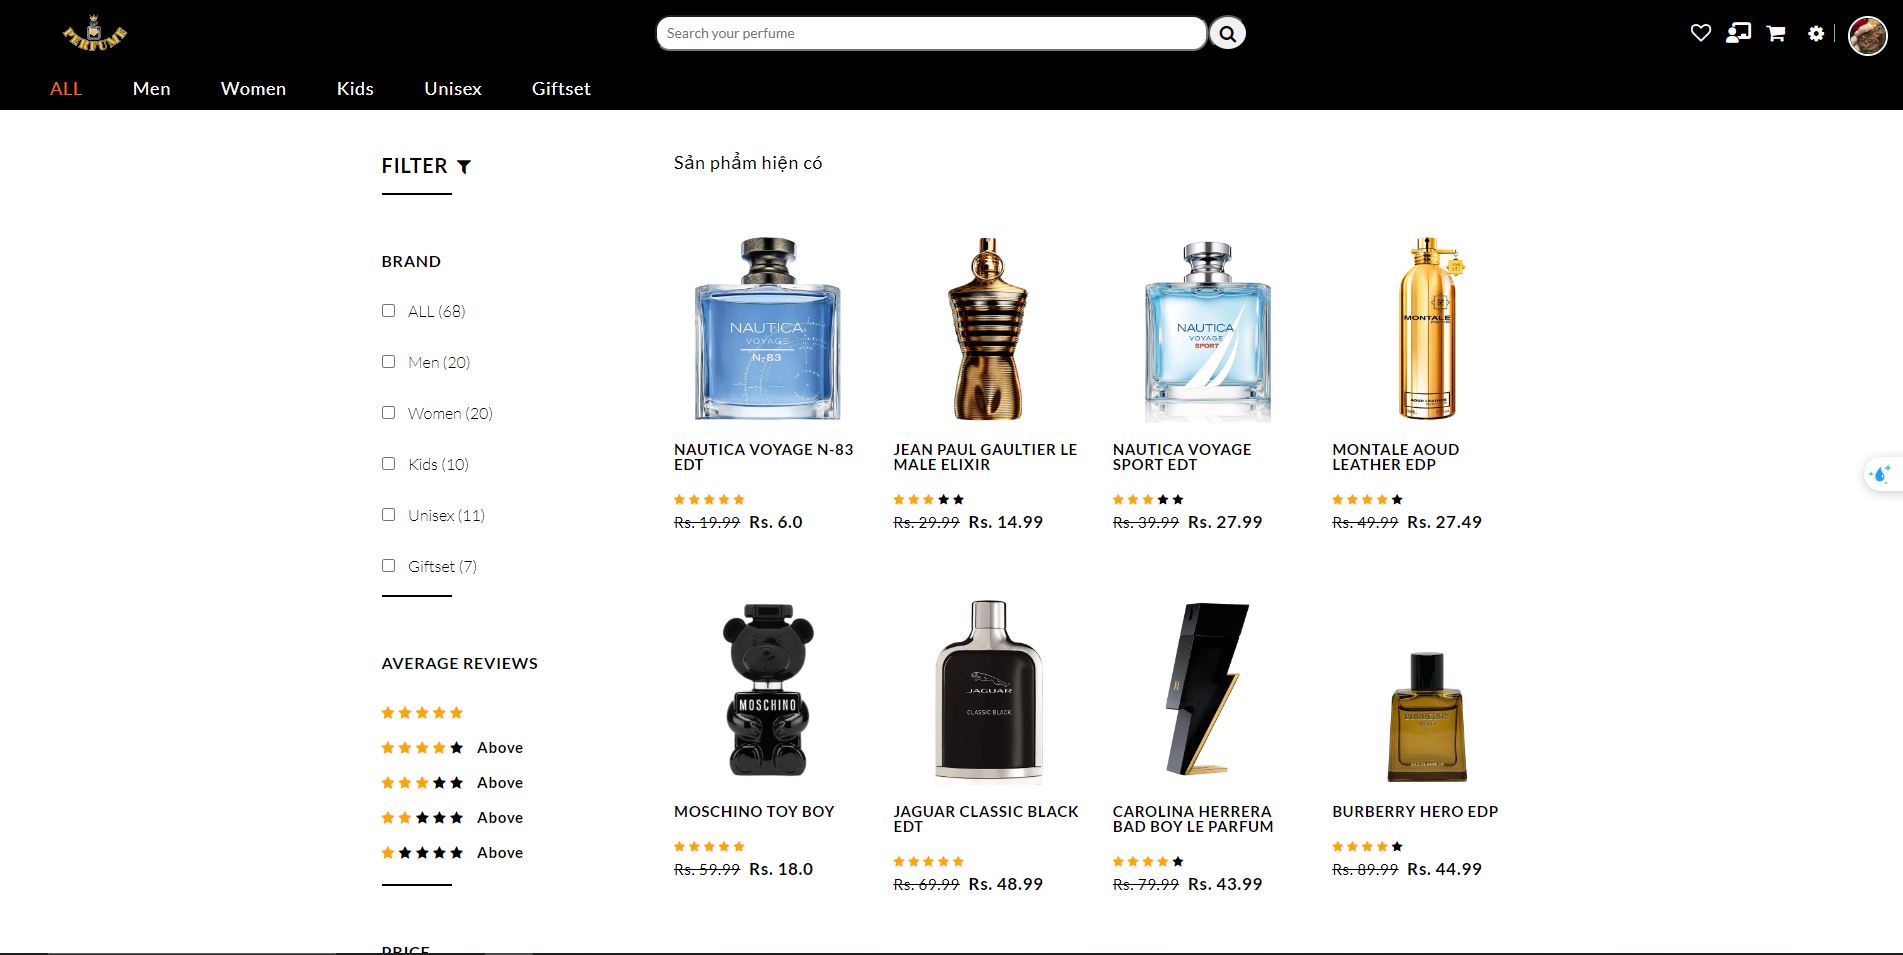 PERFUME
Search your perfume
ALL Men Women Kids Unisex Giftset
FILTER
BRAND
ALL (68)
Men (20)
Women (20)
Kids (10)
Unisex (11)
Giftset (7)
AVERAGE REVIEWS
Above
Above
Above
Above
PRICE
Sản phẩm hiện có
NAUTICA
VOYAGE
N-83
NAUTICA VOYAGE N-83
EDT
Rs. 19.99 Rs. 6.0
JEAN PAUL GAULTIER LE
MALE ELIXIR
Rs. 29.99 Rs. 14.99
NAUTICA
VOYAGE
SPORT
NAUTICA VOYAGE
SPORT EDT
Rs. 39.99 Rs. 27.99
MONTALE
AOUD LEATHER
MONTALE AOUD
LEATHER EDP
Rs. 49.99 Rs. 27.49
MOSCHINO
MOSCHINO TOY BOY
Rs. 59.99 Rs. 18.0
JAGUAR
CLASSIC BLACK
JAGUAR CLASSIC BLACK
EDT
Rs. 69.99 Rs. 48.99
CAROLINA HERRERA
BAD BOY LE PARFUM
Rs. 79.99 Rs. 43.99
BURBERRY
BURBERRY HERO EDP
Rs. 89.99 Rs. 44.99